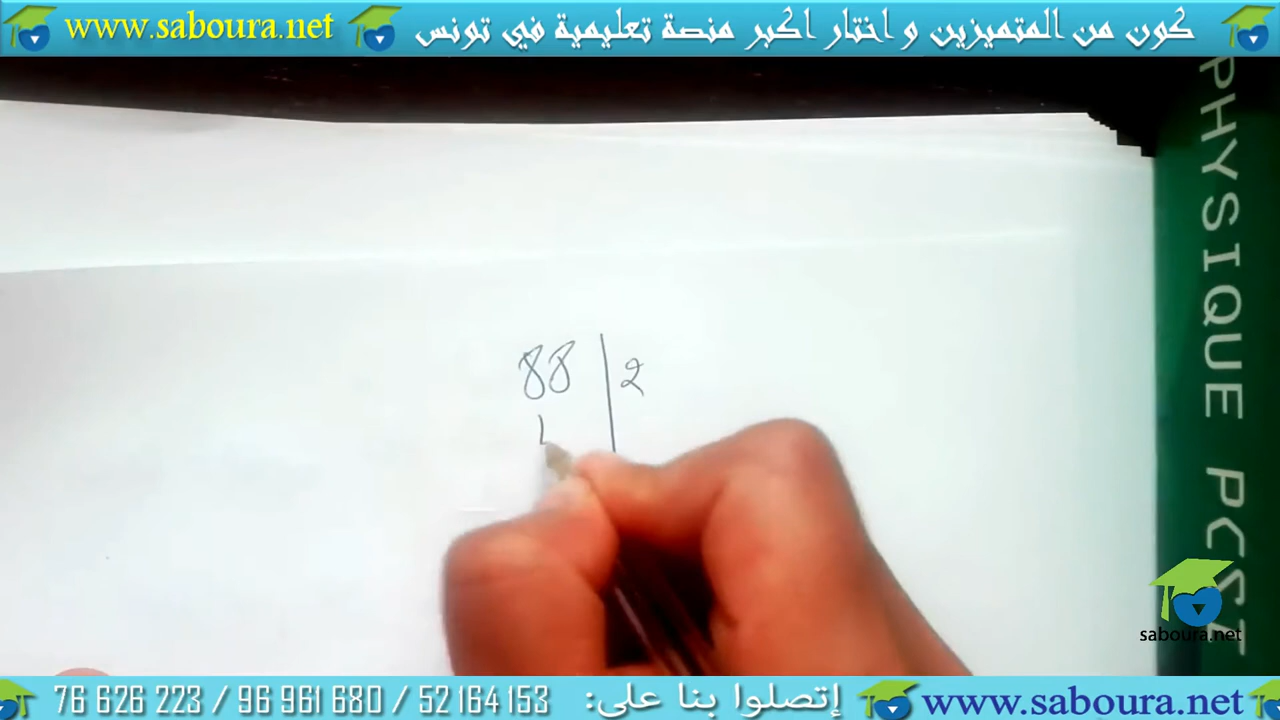 www.saboura.net كون من المتميزين و اختار اكبر منصة تعليمية في تونس
PHYSIQUE PCST
88 | 2
saboura.net
76 626 223 / 96 961 680 / 52 164 153 إتصلوا بنا على: www.saboura.net